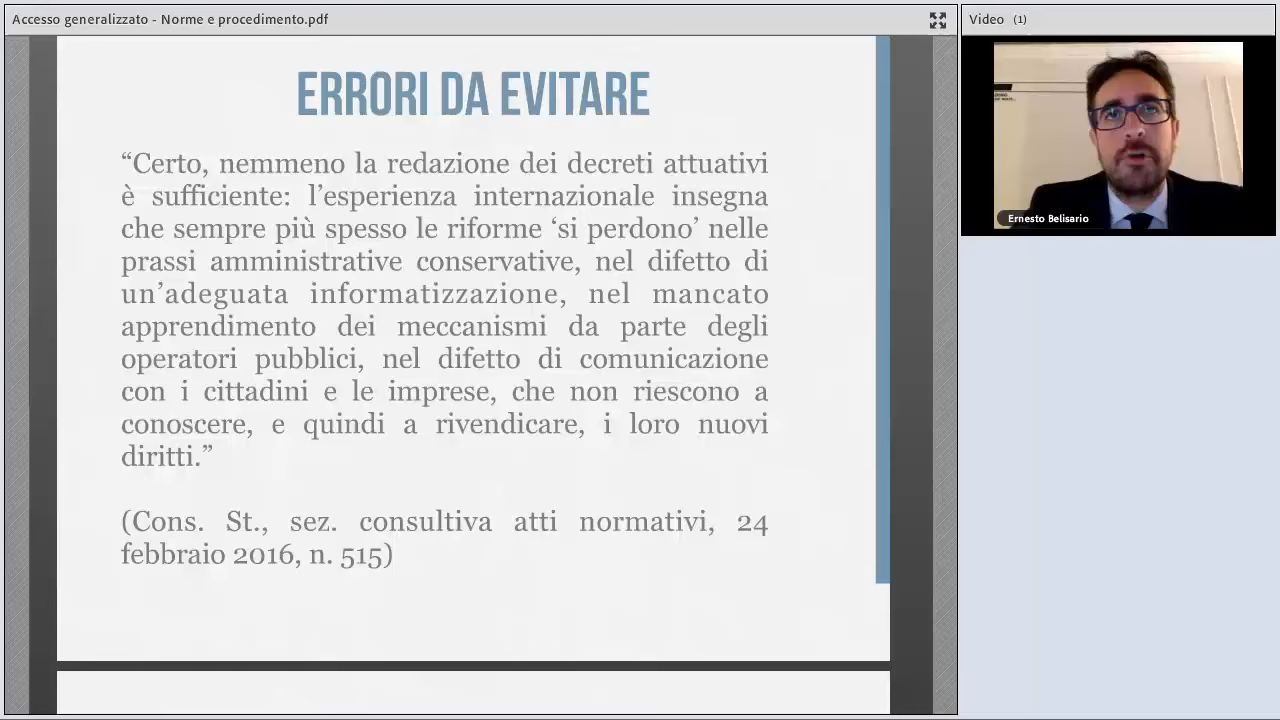 Accesso generalizzato - Norme e procedimento.pdf
Video (1)
ERRORI DA EVITARE
“Certo, nemmeno la redazione dei decreti attuativi
è sufficiente: l’esperienza internazionale insegna
che sempre più spesso le riforme ‘si perdono’ nelle
prassi amministrative conservative, nel difetto di
un’adeguata informatizzazione, nel mancato
apprendimento dei meccanismi da parte degli
operatori pubblici, nel difetto di comunicazione
con i cittadini e le imprese, che non riescono a
conoscere, e quindi a rivendicare, i loro nuovi
diritti.”
(Cons. St., sez. consultiva atti normativi, 24
febbraio 2016, n. 515)
Ernesto Belisario